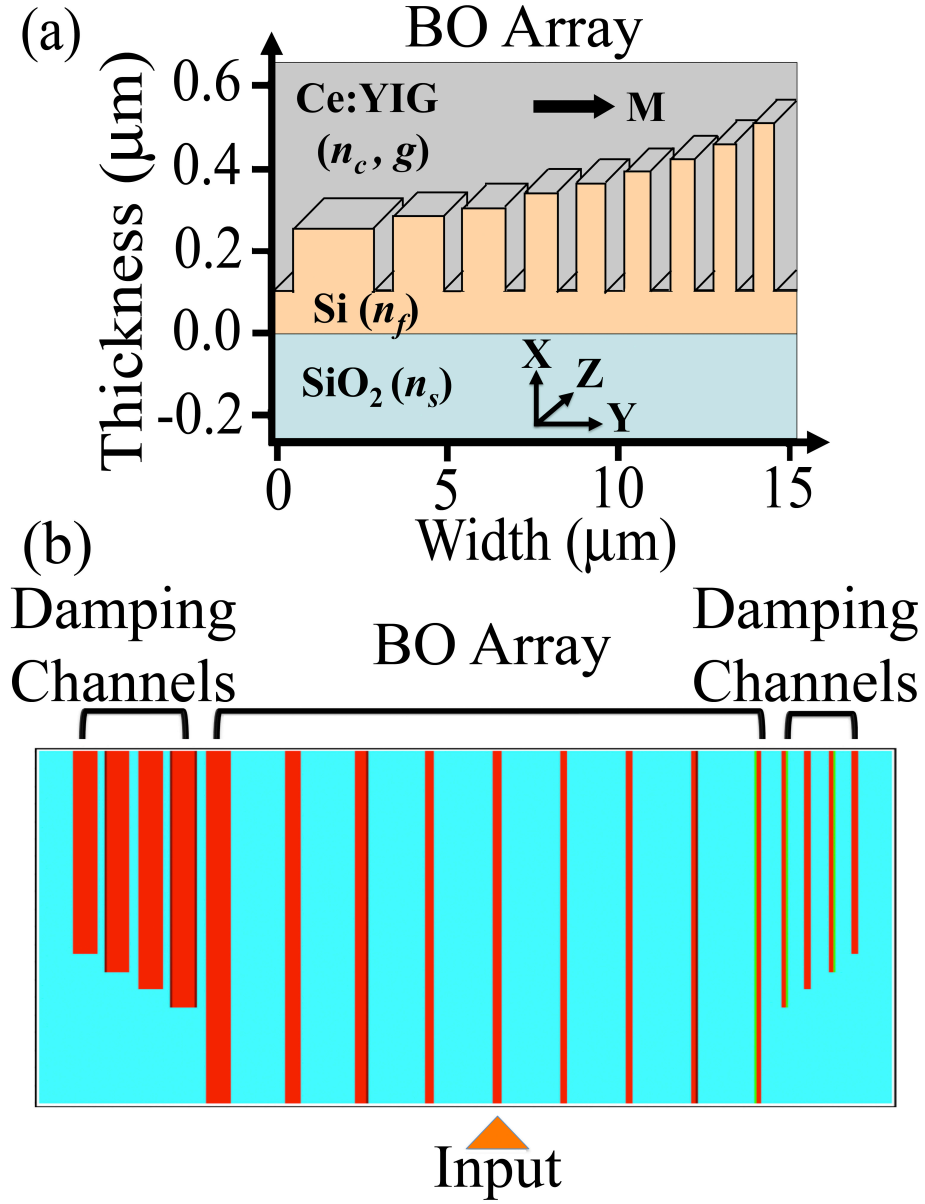 (a)
BO Array
Thickness (μm)
0.6
0.4
0.2
0.0
-0.2
Ce:YIG
(n_c, g)
M
Si (n_f)
SiO₂ (n_s)
X
Z
Y
0
5
10
15
Width (μm)
(b)
Damping
Channels
BO Array
Damping
Channels
Input